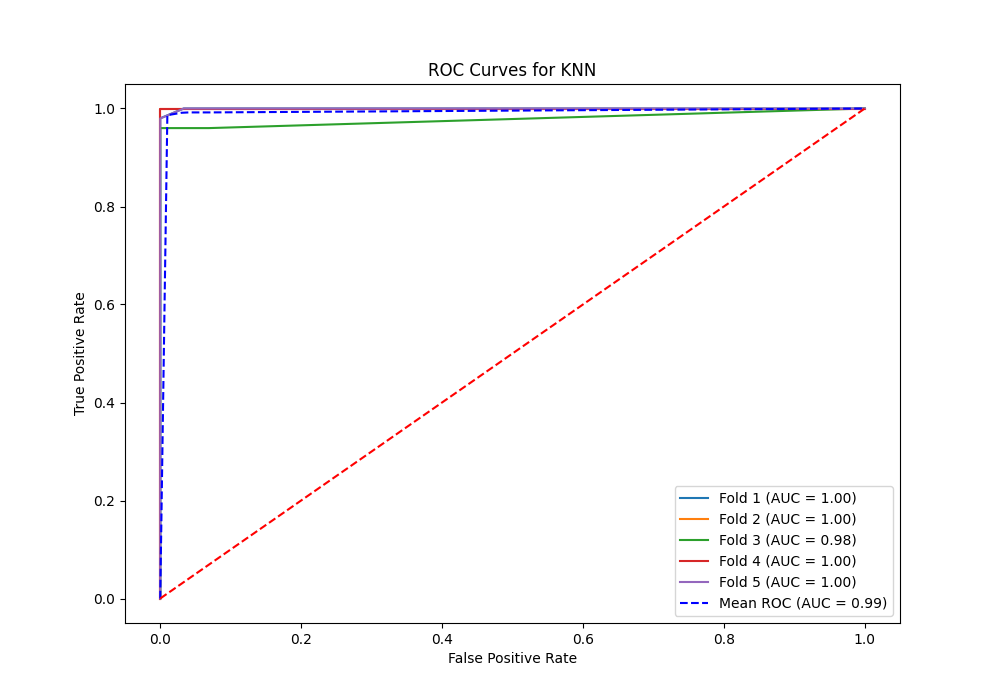 ROC Curves for KNN
True Positive Rate
1.0
0.8
0.6
0.4
0.2
0.0
0.0 0.2 0.4 0.6 0.8 1.0
False Positive Rate
Fold 1 (AUC = 1.00)
Fold 2 (AUC = 1.00)
Fold 3 (AUC = 0.98)
Fold 4 (AUC = 1.00)
Fold 5 (AUC = 1.00)
Mean ROC (AUC = 0.99)